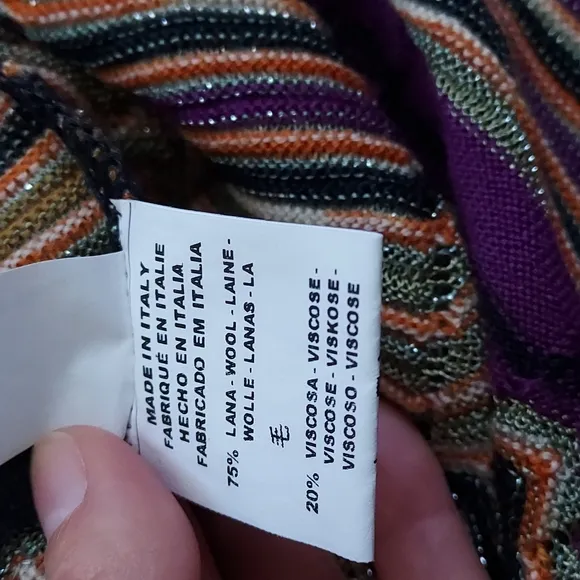 MADE IN ITALY
FABRIQUÉ EN ITALIE
HECHO EN ITALIA
FABRICADO EM ITALIA
75% LANA - WOOL - LAINE -
WOLLE - LANAS - LA
毛
20% VISCOSA - VISCOSE -
VISCOSE - VISKOSE -
VISCOSO - VISCOSE